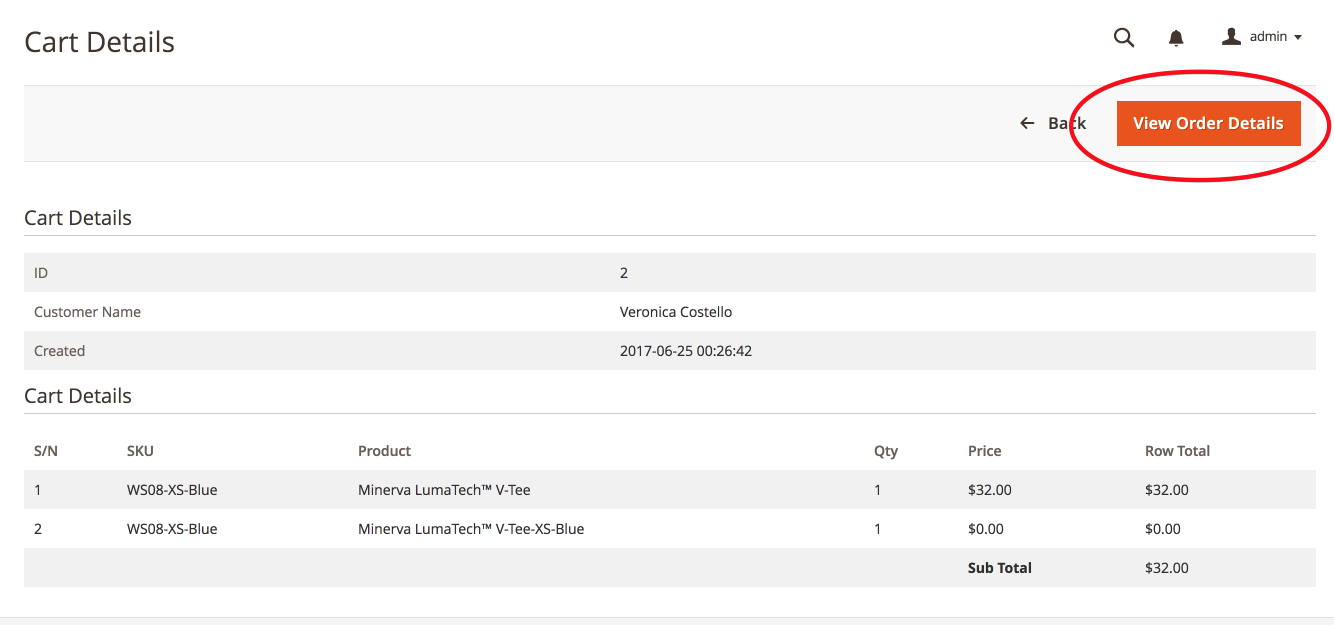 Cart Details
admin
Back View Order Details
Cart Details
ID 2
Customer Name Veronica Costello
Created 2017-06-25 00:26:42
Cart Details
S/N SKU Product Qty Price Row Total
1 WS08-XS-Blue Minerva LumaTech™ V-Tee 1 $32.00 $32.00
2 WS08-XS-Blue Minerva LumaTech™ V-Tee-XS-Blue 1 $0.00 $0.00
Sub Total $32.00